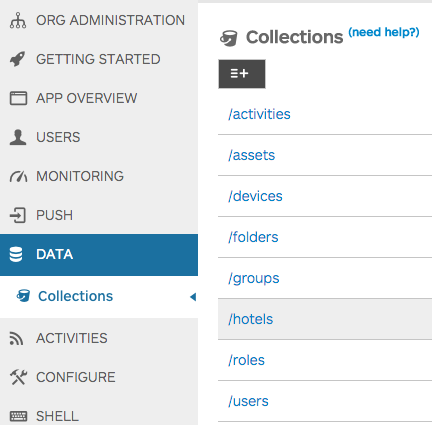 ORG ADMINISTRATION
GETTING STARTED
APP OVERVIEW
USERS
MONITORING
PUSH
DATA
Collections
ACTIVITIES
CONFIGURE
SHELL
Collections (need help?)
/activities
/assets
/devices
/folders
/groups
/hotels
/roles
/users